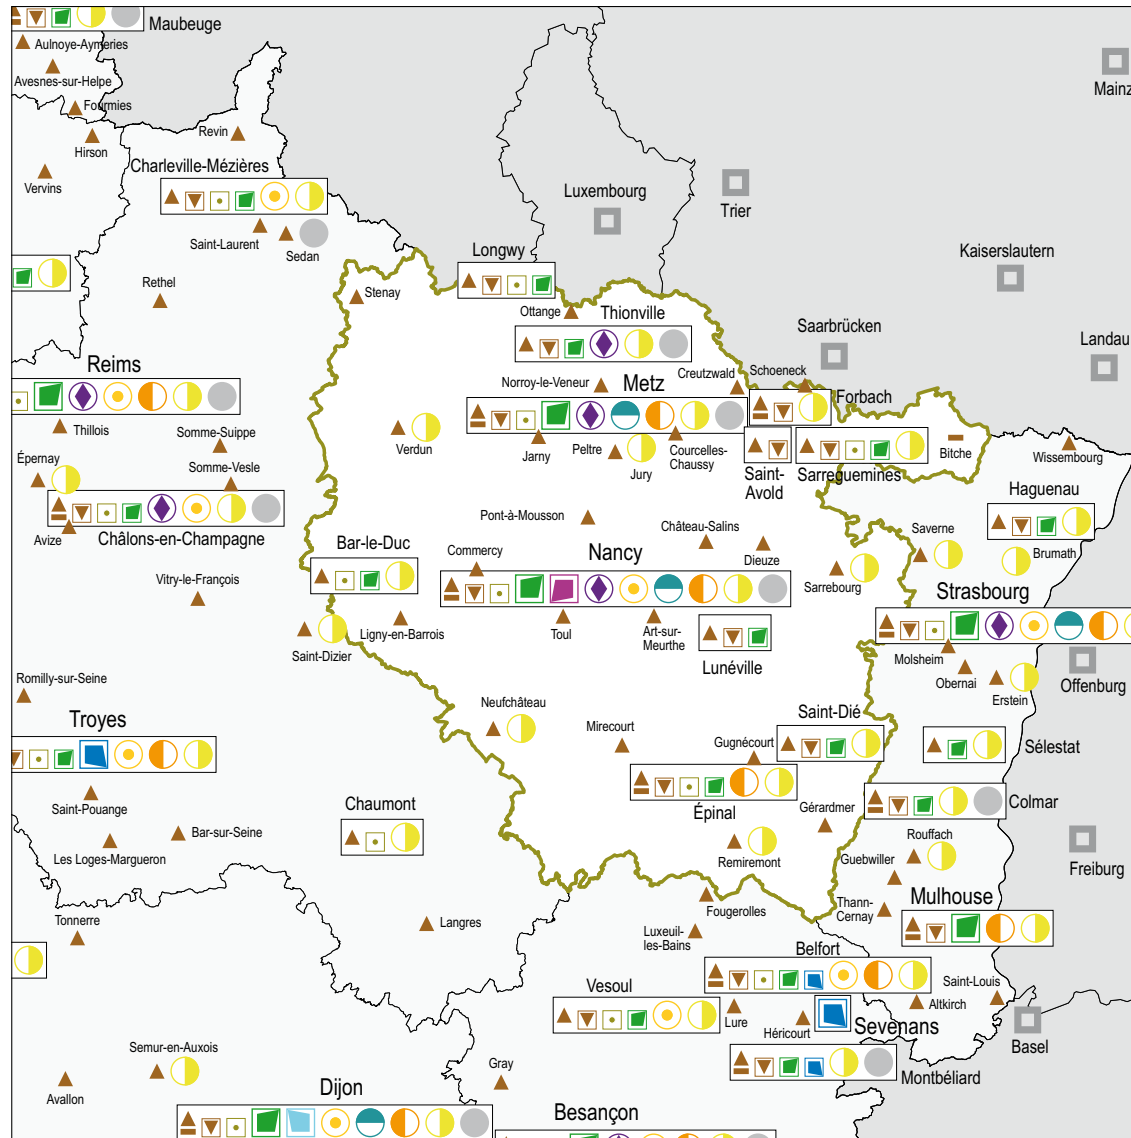 Maubeuge
Aulnoye-Aymeries
Avesnes-sur-Helpe
Mainz
Fourmies
Revin
Hirson
Charleville-Mézières
Vervins
Luxembourg
Trier
Saint-Laurent
Sedan
Longwy
Kaiserslautern
Rethel
Stenay
Ottange
Thionville
Saarbrücken
Landau
Reims
Norroy-le-Veneur
Metz
Creutzwald
Schoeneck
Forbach
Thillois
Somme-Suippe
Verdun
Jarny
Peltre
Jury
Courcelles-
Chaussy
Saint-
Avold
Sarreguemines
Bitche
Wissembourg
Épernay
Somme-Vesle
Haguenau
Avize
Châlons-en-Champagne
Pont-à-Mousson
Château-Salins
Dieuze
Saverne
Brumath
Bar-le-Duc
Commercy
Nancy
Sarrebourg
Vitry-le-François
Strasbourg
Saint-Dizier
Ligny-en-Barrois
Toul
Art-sur-
Meurthe
Lunéville
Molsheim
Obernai
Erstein
Offenburg
Romilly-sur-Seine
Troyes
Neufchâteau
Mirecourt
Saint-Dié
Gugnécourt
Sélestat
Saint-Pouange
Chaumont
Épinal
Gérardmer
Colmar
Bar-sur-Seine
Les Loges-Margueron
Remiremont
Rouffach
Guebwiller
Freiburg
Tonnerre
Langres
Fougerolles
Thann-
Cernay
Mulhouse
Luxeuil-
les-Bains
Belfort
Vesoul
Lure
Héricourt
Sevenans
Saint-Louis
Altkirch
Basel
Semur-en-Auxois
Avallon
Gray
Montbéliard
Dijon
Besançon